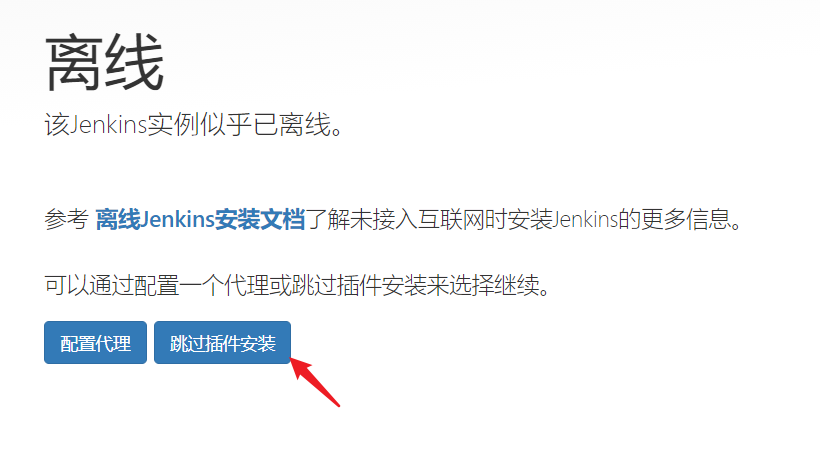 离线
该Jenkins实例似乎已离线。
参考 离线Jenkins安装文档了解未接入互联网时安装Jenkins的更多信息。
可以通过配置一个代理或跳过插件安装来选择继续。
配置代理 跳过插件安装